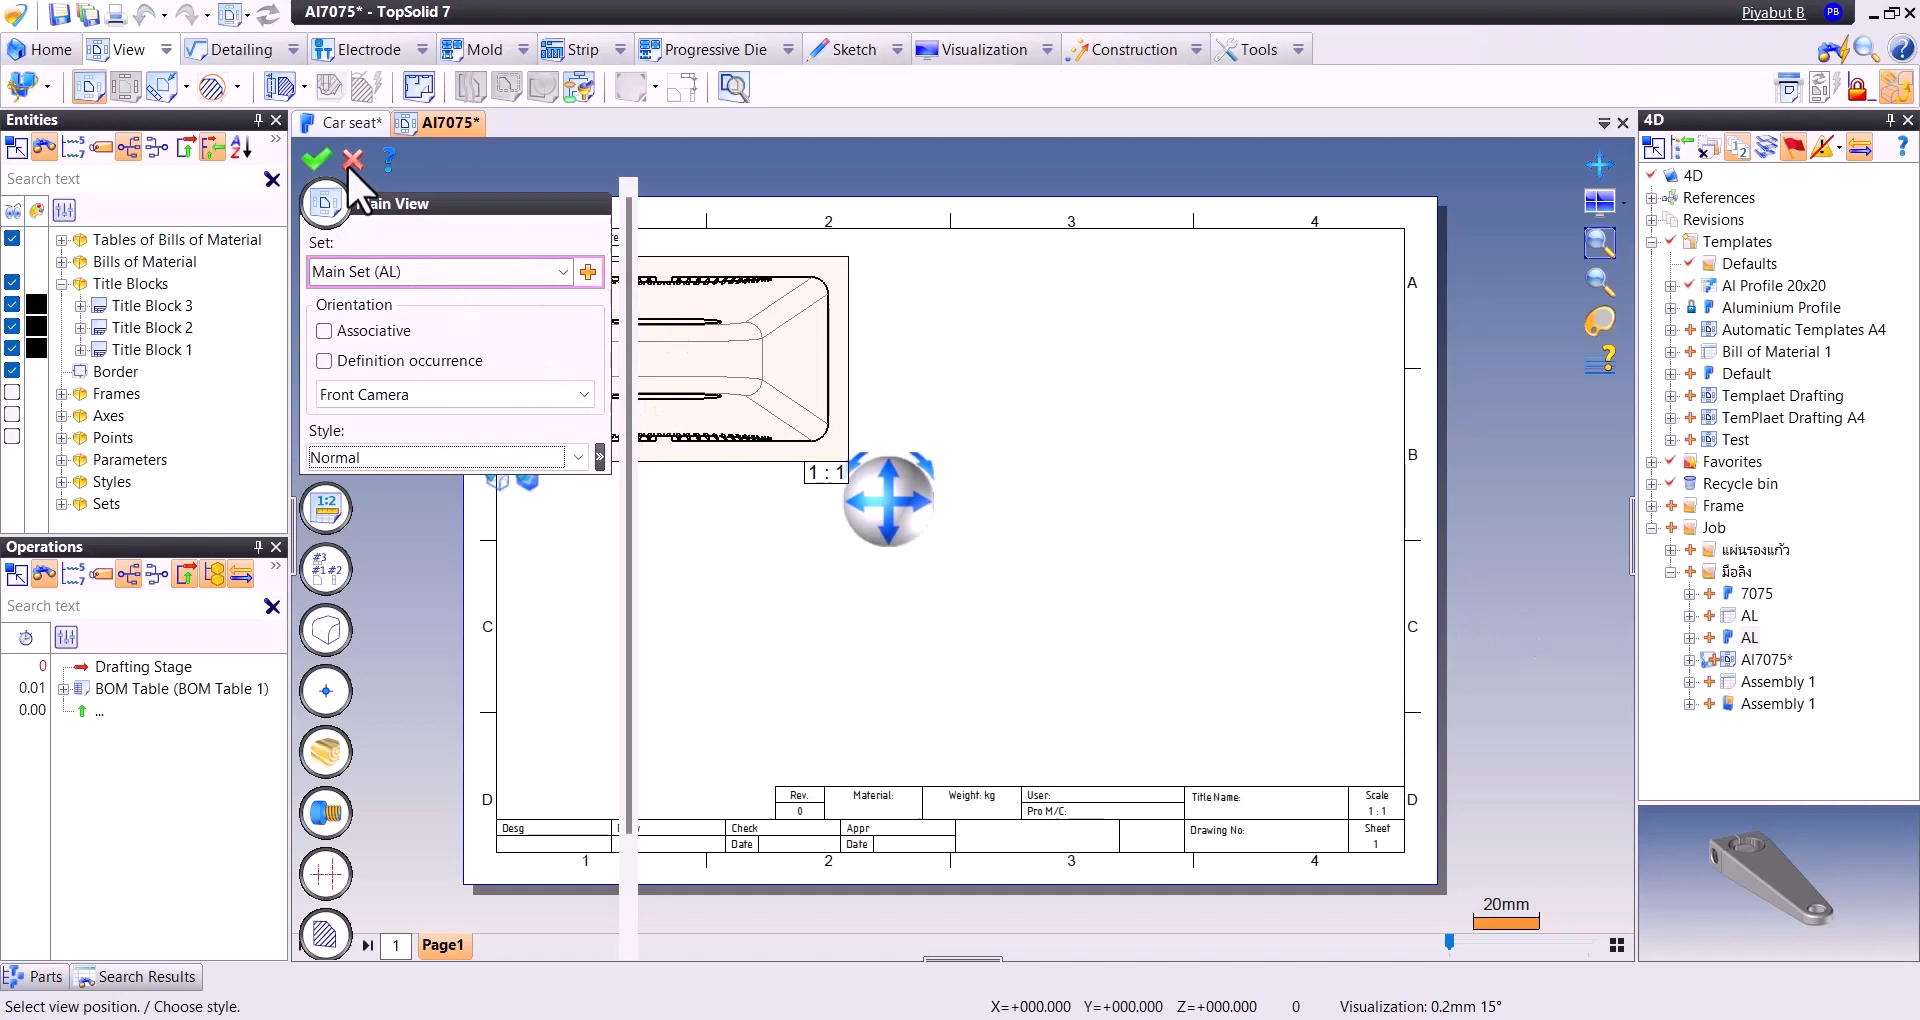 AI7075* - TopSolid 7
Piyabut B
PB
Home
View
Detailing
Electrode
Mold
Strip
Progressive Die
Sketch
Visualization
Construction
Tools
Entities
Search text
Tables of Bills of Material
Bills of Material
Title Blocks
Title Block 3
Title Block 2
Title Block 1
Border
Frames
Axes
Points
Parameters
Styles
Sets
Operations
Search text
0 Drafting Stage
0.01 BOM Table (BOM Table 1)
0.00 ...
Parts
Search Results
Car seat*
AI7075*
Main View
Set:
Main Set (AL)
Orientation
Associative
Definition occurrence
Front Camera
Style:
Normal
1:2
#3
#1 #2
2 3 4
A
B
C C
D D
1 : 1
Rev. Material: Weight: kg User: Title Name: Scale
0 Pro M/C: 1 : 1
Desg Check Appr Drawing No: Sheet
Date Date 1
1 2 3 4
20mm
1
Page1
4D
4D
References
Revisions
Templates
Defaults
AI Profile 20x20
Aluminium Profile
Automatic Templates A4
Bill of Material 1
Default
Templaet Drafting
TemPlaet Drafting A4
Test
Favorites
Recycle bin
Frame
Job
แผ่นรองแก้ว
มือลิง
7075
AL
AL
AI7075*
Assembly 1
Assembly 1
Select view position. / Choose style.
X=+000.000 Y=+000.000 Z=+000.000 0 Visualization: 0.2mm 15°